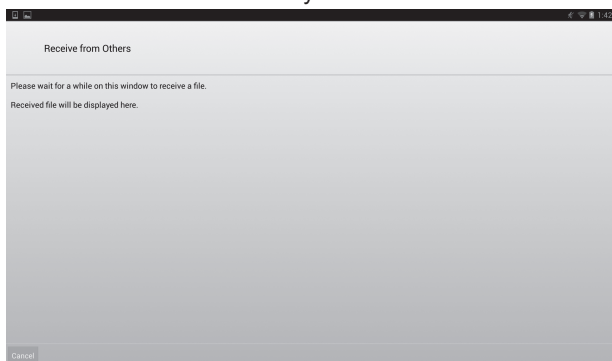 1:42
Receive from Others
Please wait for a while on this window to receive a file.
Received file will be displayed here.
Cancel